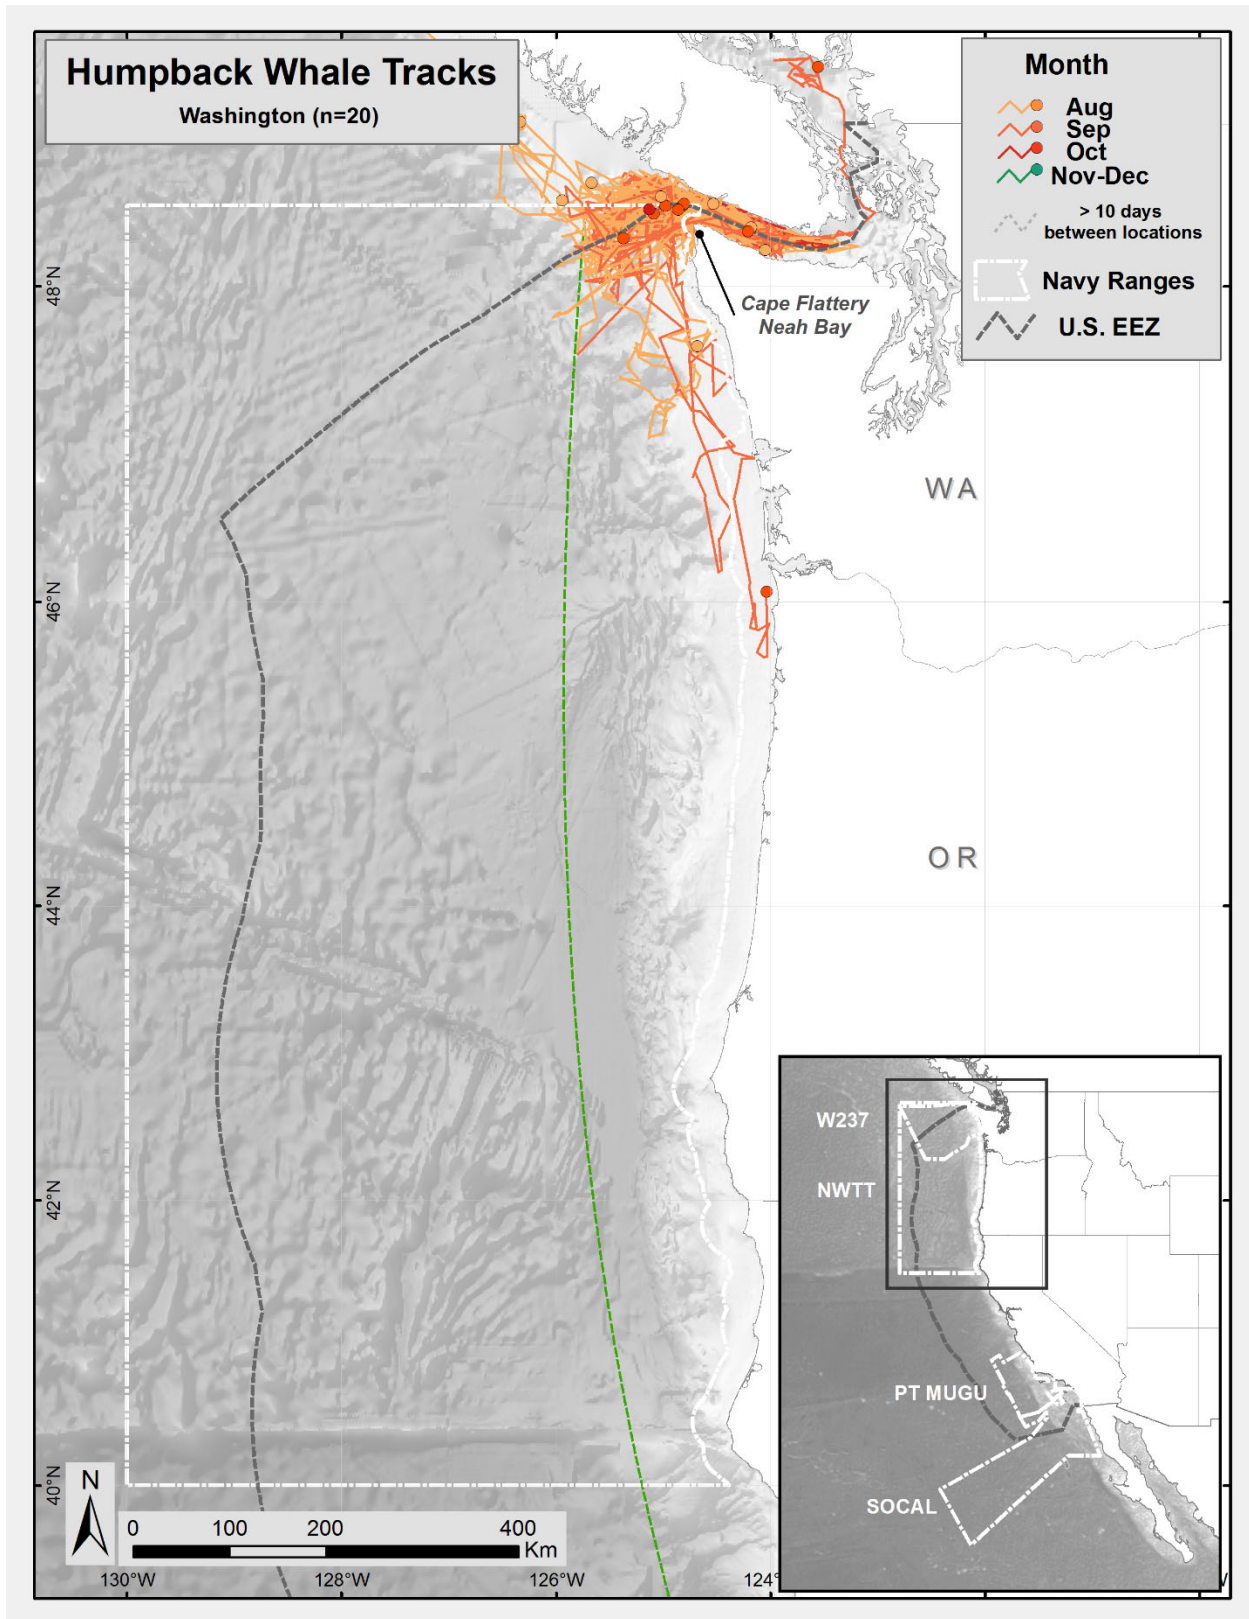 Humpback Whale Tracks
Washington (n=20)
Month
Aug
Sep
Oct
Nov-Dec
> 10 days
between locations
Navy Ranges
U.S. EEZ
Cape Flattery
Neah Bay
48°N
46°N
44°N
42°N
40°N
WA
OR
W237
NWTT
PT MUGU
SOCAL
N
0 100 200 400
Km
130°W 128°W 126°W 124°
W